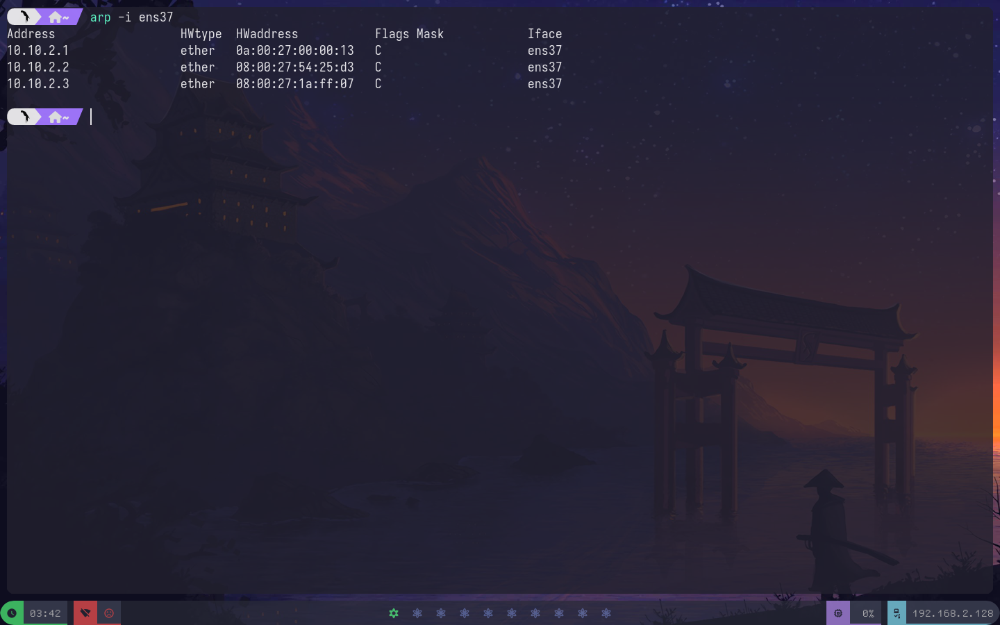 ~ arp -i ens37
Address HWtype HWaddress Flags Mask Iface
10.10.2.1 ether 0a:00:27:00:00:13 C ens37
10.10.2.2 ether 08:00:27:54:25:d3 C ens37
10.10.2.3 ether 08:00:27:1a:ff:07 C ens37
~
03:42 0% 192.168.2.128